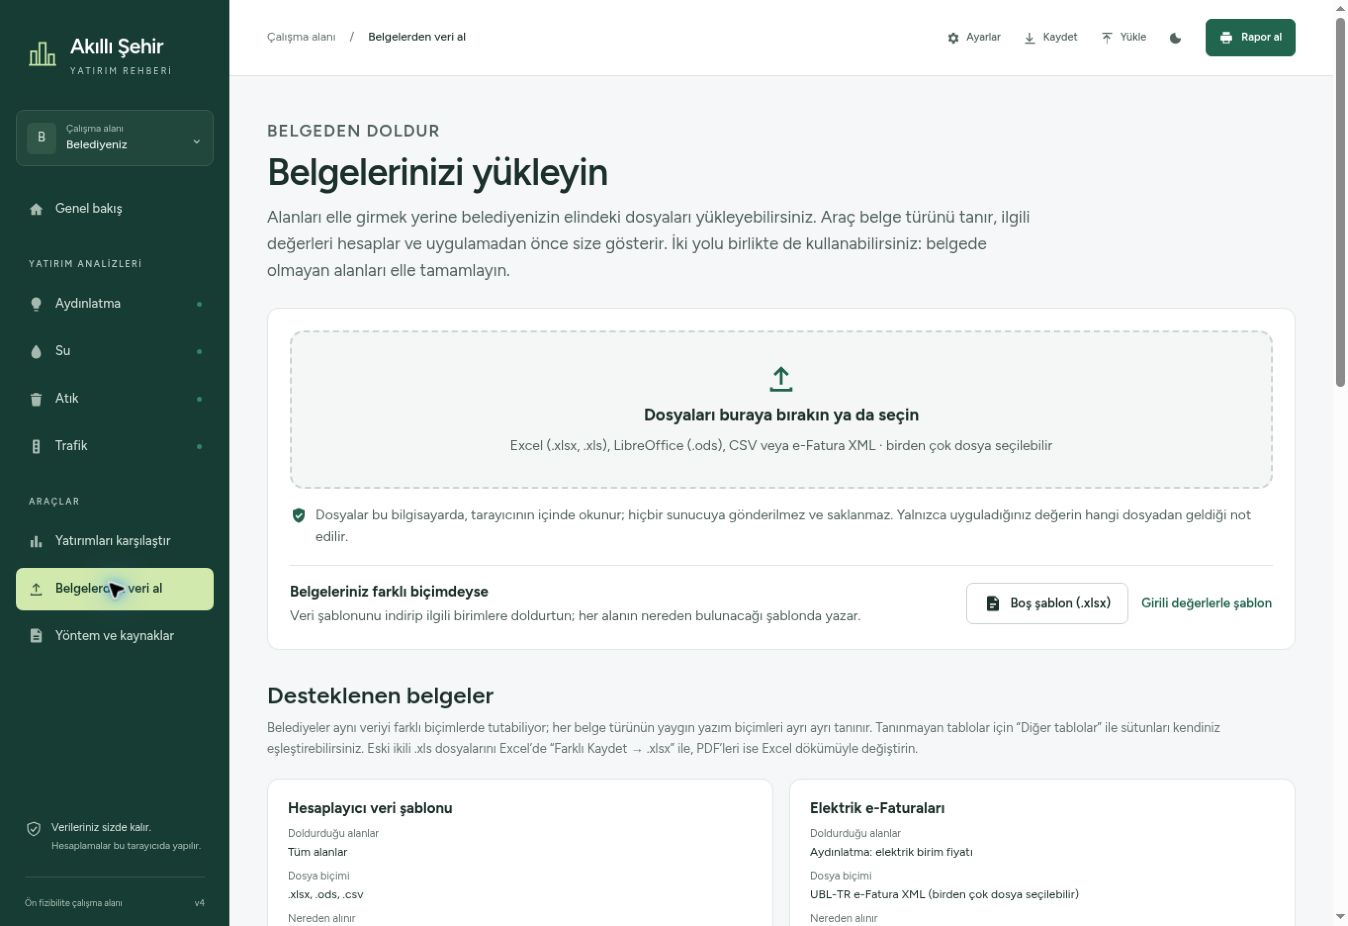 Akıllı Şehir
YATIRIM REHBERİ
B
Çalışma alanı
Belediyeniz
Genel bakış
YATIRIM ANALİZLERİ
Aydınlatma
Su
Atık
Trafik
ARAÇLAR
Yatırımları karşılaştır
Belgelerden veri al
Yöntem ve kaynaklar
Verileriniz sizde kalır.
Hesaplamalar bu tarayıcıda yapılır.
Ön fizibilite çalışma alanı v4
Çalışma alanı / Belgelerden veri al
Ayarlar
Kaydet
Yükle
Rapor al
BELGEDEN DOLDUR
Belgelerinizi yükleyin
Alanları elle girmek yerine belediyenizin elindeki dosyaları yükleyebilirsiniz. Araç belge türünü tanır, ilgili
değerleri hesaplar ve uygulamadan önce size gösterir. İki yolu birlikte de kullanabilirsiniz: belgede
olmayan alanları elle tamamlayın.
Dosyaları buraya bırakın ya da seçin
Excel (.xlsx, .xls), LibreOffice (.ods), CSV veya e-Fatura XML · birden çok dosya seçilebilir
Dosyalar bu bilgisayarda, tarayıcının içinde okunur; hiçbir sunucuya gönderilmez ve saklanmaz. Yalnızca uyguladığınız değerin hangi dosyadan geldiği not
edilir.
Belgeleriniz farklı biçimdeyse
Veri şablonunu indirip ilgili birimlere doldurtun; her alanın nereden bulunacağı şablonda yazar.
Boş şablon (.xlsx)
Girili değerlerle şablon
Desteklenen belgeler
Belediyeler aynı veriyi farklı biçimlerde tutabiliyor; her belge türünün yaygın yazım biçimleri ayrı ayrı tanınır. Tanınmayan tablolar için “Diğer tablolar” ile sütunları kendiniz
eşleştirebilirsiniz. Eski ikili .xls dosyalarını Excel’de “Farklı Kaydet → .xlsx” ile, PDF’leri ise Excel dökümüyle değiştirin.
Hesaplayıcı veri şablonu
Doldurduğu alanlar
Tüm alanlar
Dosya biçimi
.xlsx, .ods, .csv
Nereden alınır
Elektrik e-Faturaları
Doldurduğu alanlar
Aydınlatma: elektrik birim fiyatı
Dosya biçimi
UBL-TR e-Fatura XML (birden çok dosya seçilebilir)
Nereden alınır